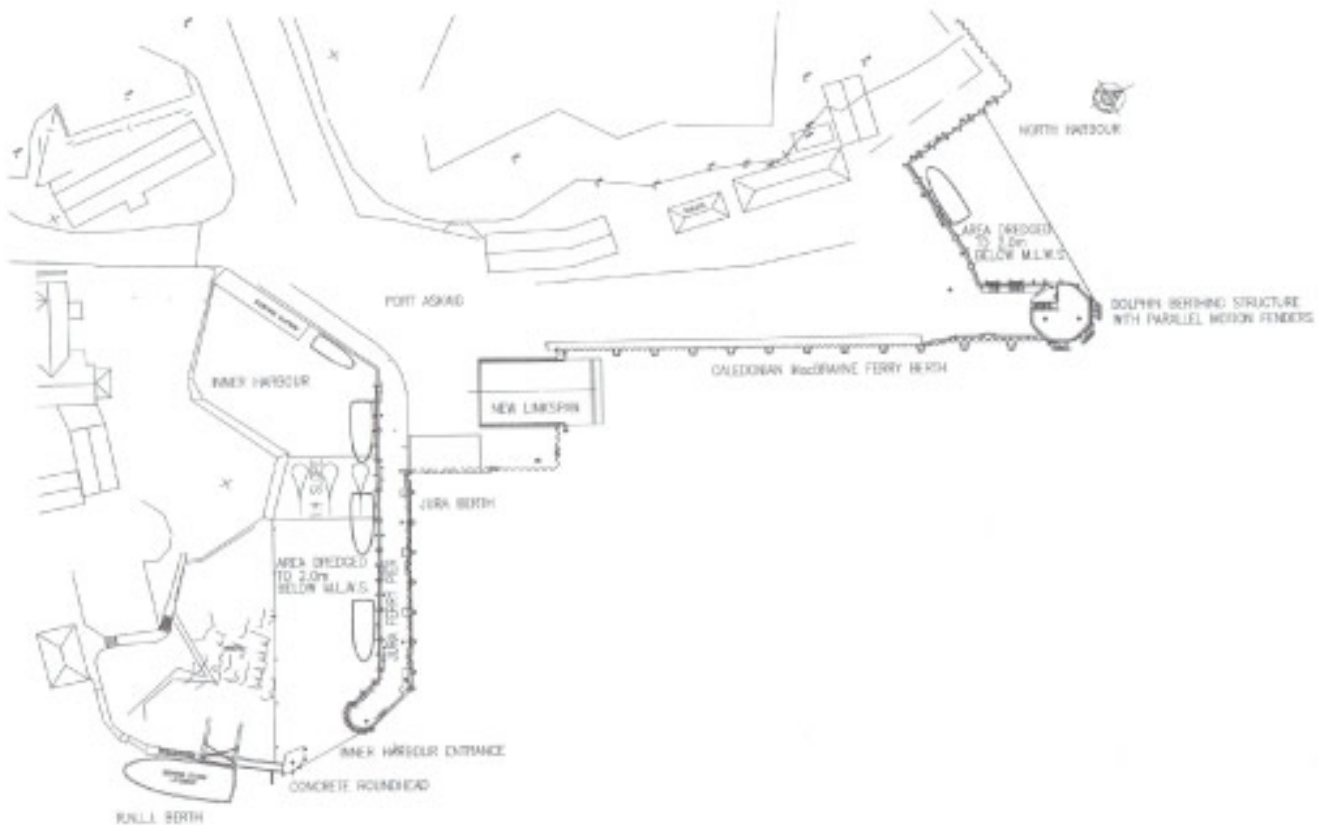 NORTH HARBOUR
AREA DREDGED
TO 3.0m
BELOW M.L.W.S
PORT ASKAIG
DOLPHIN BERTHING STRUCTURE
WITH PARALLEL MOTION FENDERS
CALEDONIAN MacBRAYNE FERRY BERTH
INNER HARBOUR
NEW LINKSPAN
JURA BERTH
AREA DREDGED
TO 2.0m
BELOW M.L.W.S.
JURA FERRY PIER
INNER HARBOUR ENTRANCE
CONCRETE ROUNDHEAD
R.N.L.I. BERTH